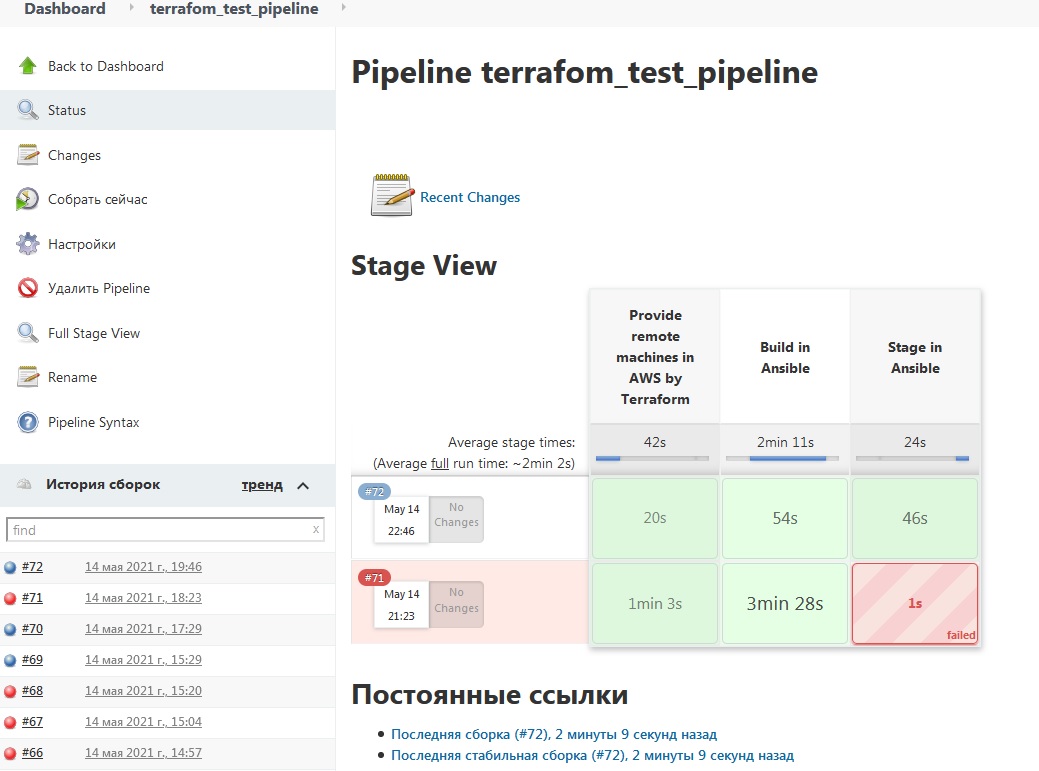 Dashboard terrafom_test_pipeline
Back to Dashboard
Status
Changes
Собрать сейчас
Настройки
Удалить Pipeline
Full Stage View
Rename
Pipeline Syntax
История сборок тренд
find x
#72 14 мая 2021 г., 19:46
#71 14 мая 2021 г., 18:23
#70 14 мая 2021 г., 17:29
#69 14 мая 2021 г., 15:29
#68 14 мая 2021 г., 15:20
#67 14 мая 2021 г., 15:04
#66 14 мая 2021 г., 14:57
Pipeline terrafom_test_pipeline
Recent Changes
Stage View
Provide
remote
machines in
AWS by
Terraform
Build in
Ansible
Stage in
Ansible
Average stage times:
(Average full run time: ~2min 2s)
42s 2min 11s 24s
#72
May 14
22:46
No
Changes
20s 54s 46s
#71
May 14
21:23
No
Changes
1min 3s 3min 28s 1s
failed
Постоянные ссылки
Последняя сборка (#72), 2 минуты 9 секунд назад
Последняя стабильная сборка (#72), 2 минуты 9 секунд назад